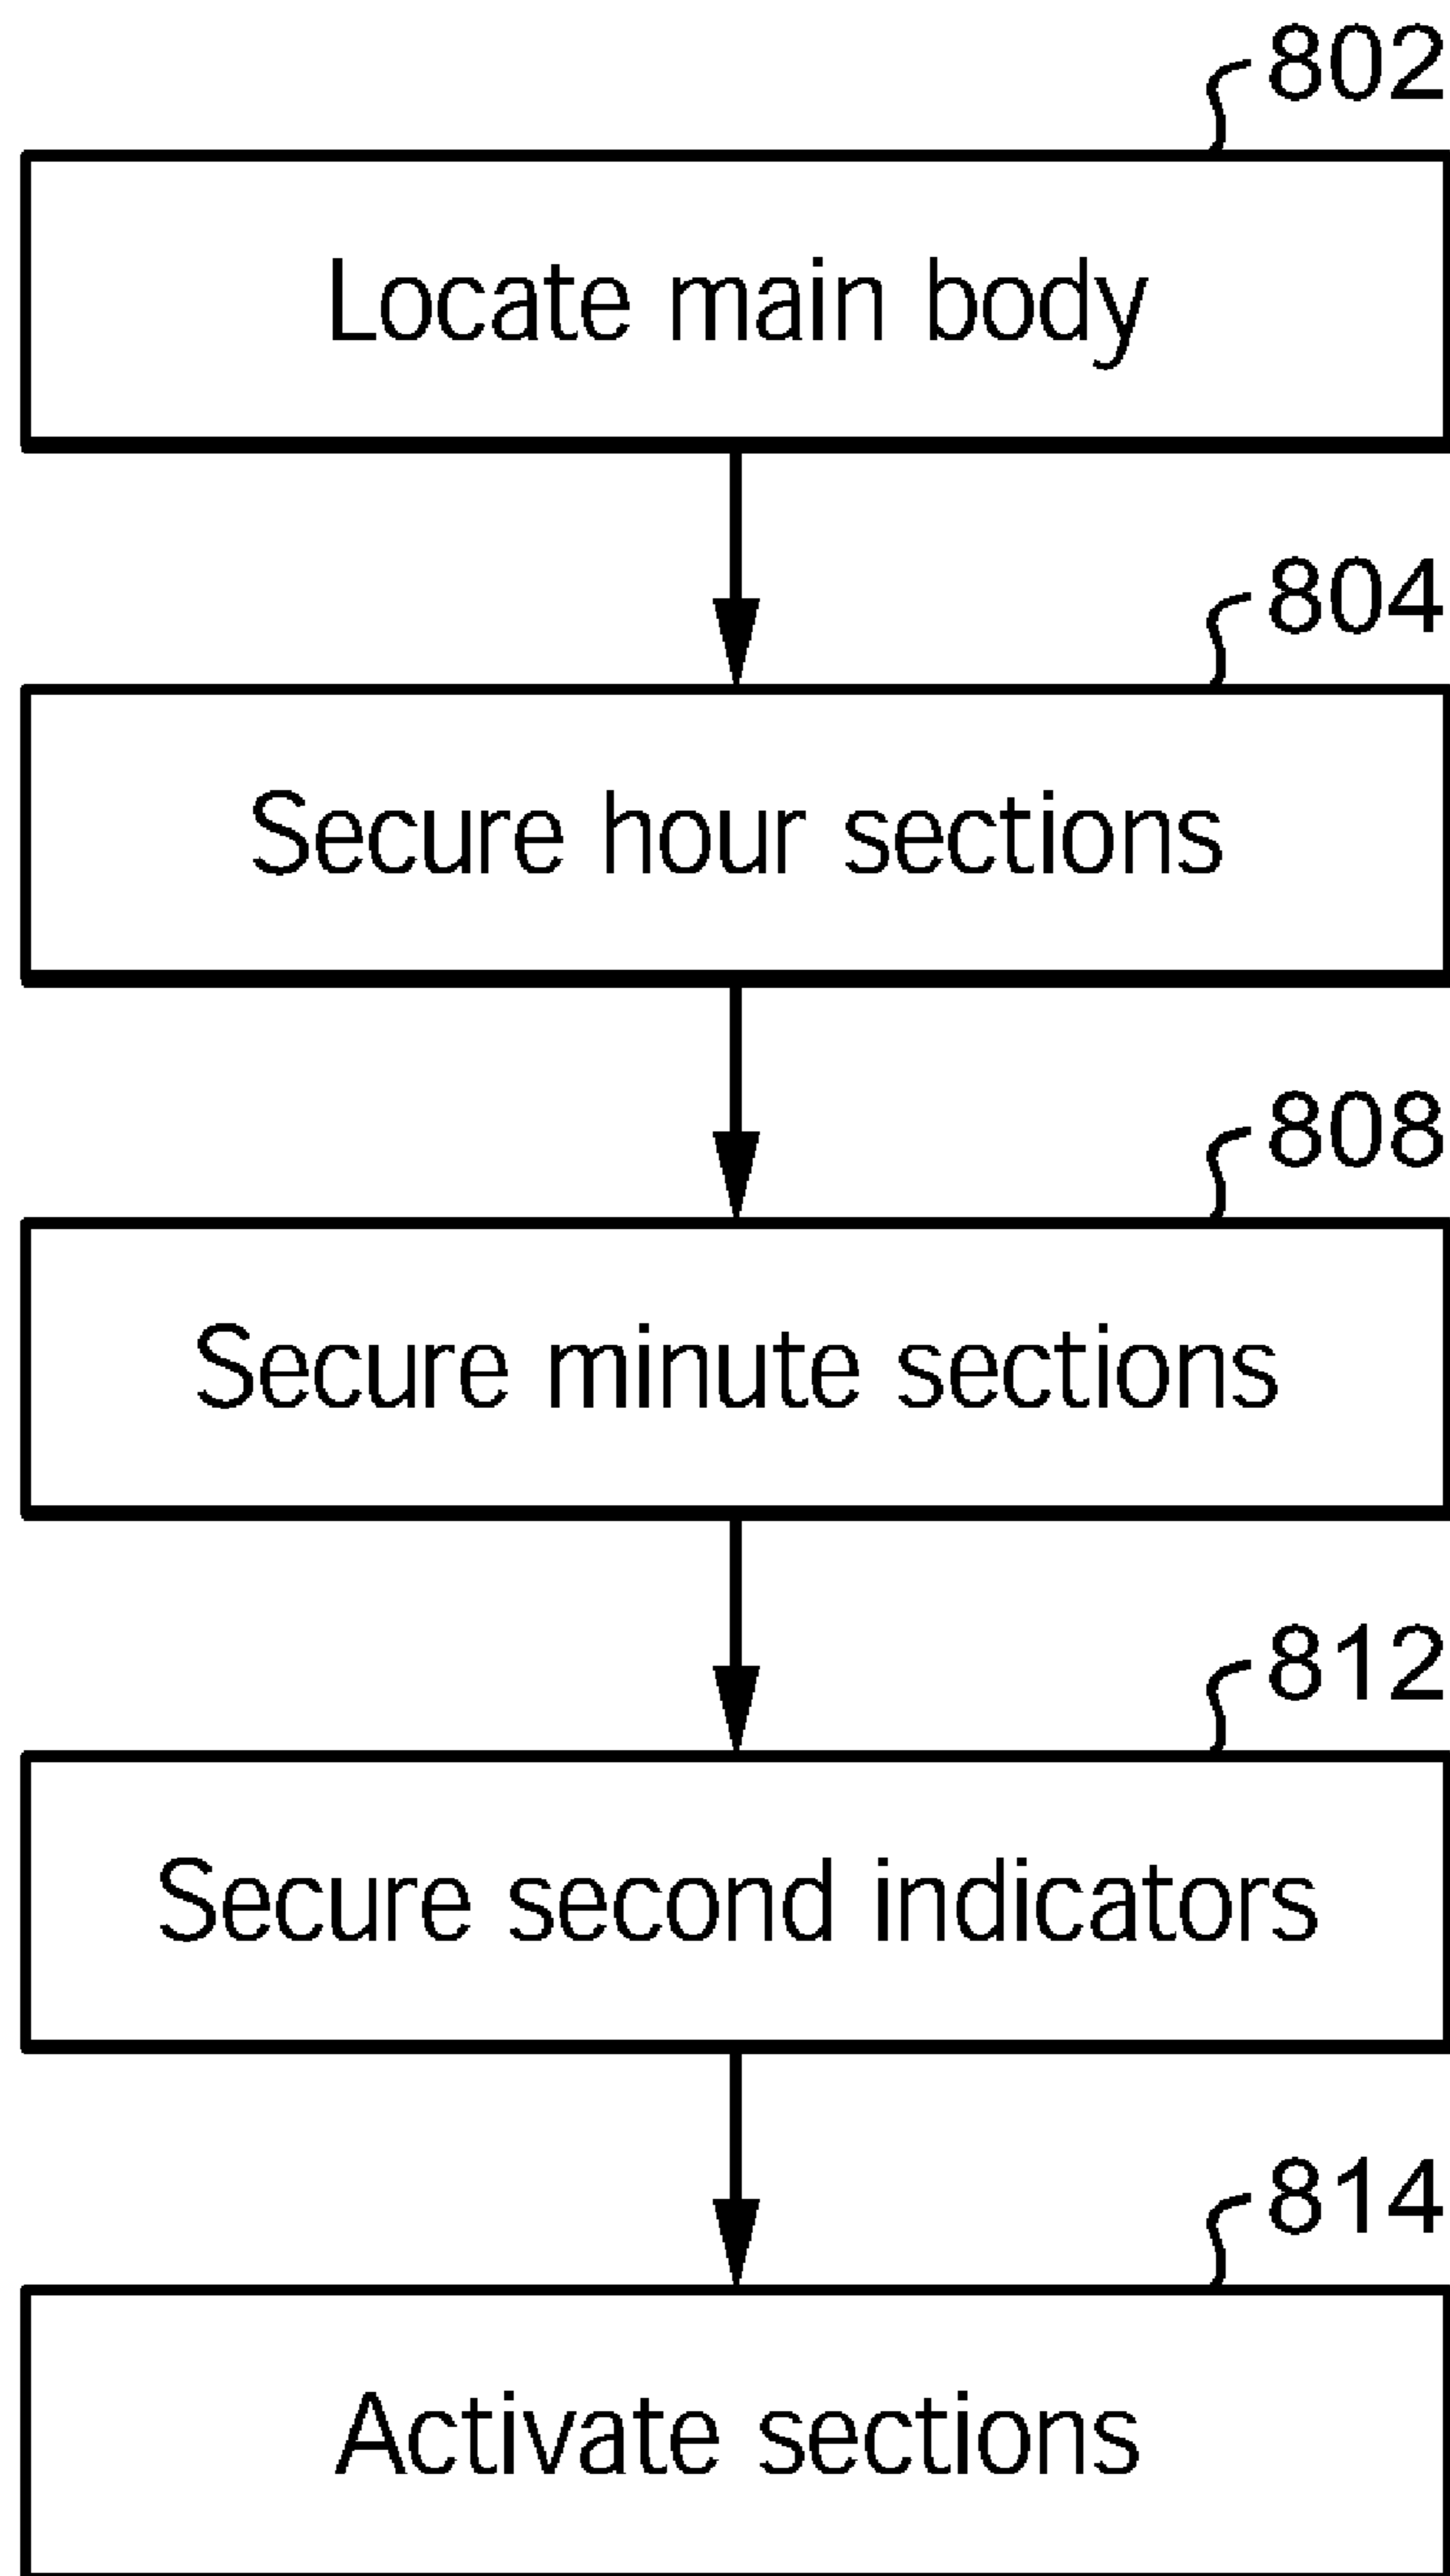 802
Locate main body
804
Secure hour sections
808
Secure minute sections
812
Secure second indicators
814
Activate sections